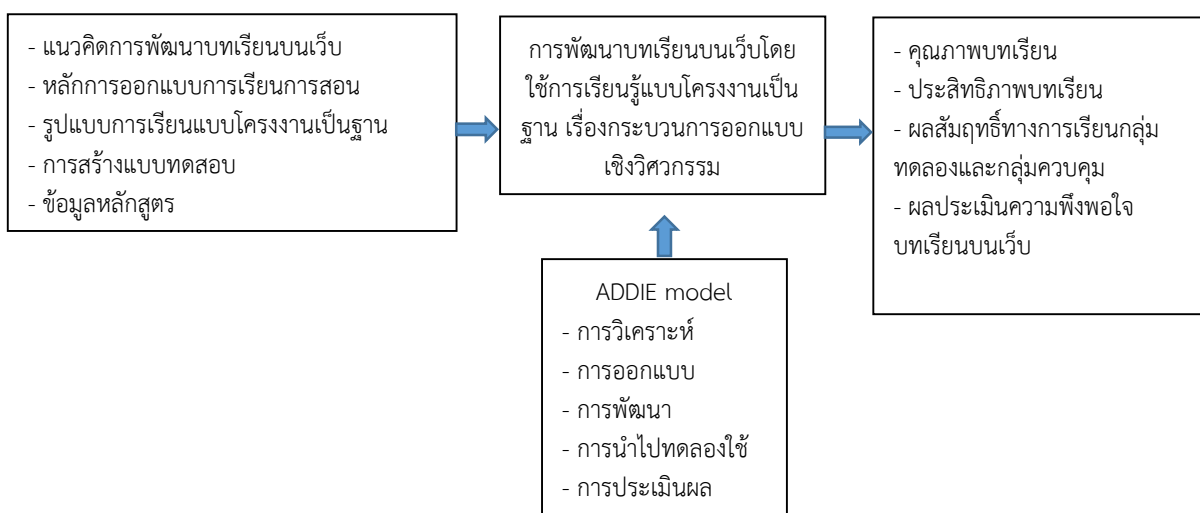 - แนวคิดการพัฒนาบทเรียนบนเว็บ
- หลักการออกแบบการเรียนการสอน
- รูปแบบการเรียนแบบโครงงานเป็นฐาน
- การสร้างแบบทดสอบ
- ข้อมูลหลักสูตร
การพัฒนาบทเรียนบนเว็บโดย
ใช้การเรียนรู้แบบโครงงานเป็น
ฐาน เรื่องกระบวนการออกแบบ
เชิงวิศวกรรม
- คุณภาพบทเรียน
- ประสิทธิภาพบทเรียน
- ผลสัมฤทธิ์ทางการเรียนกลุ่ม
ทดลองและกลุ่มควบคุม
- ผลประเมินความพึงพอใจ
บทเรียนบนเว็บ
ADDIE model
- การวิเคราะห์
- การออกแบบ
- การพัฒนา
- การนำไปทดลองใช้
- การประเมินผล